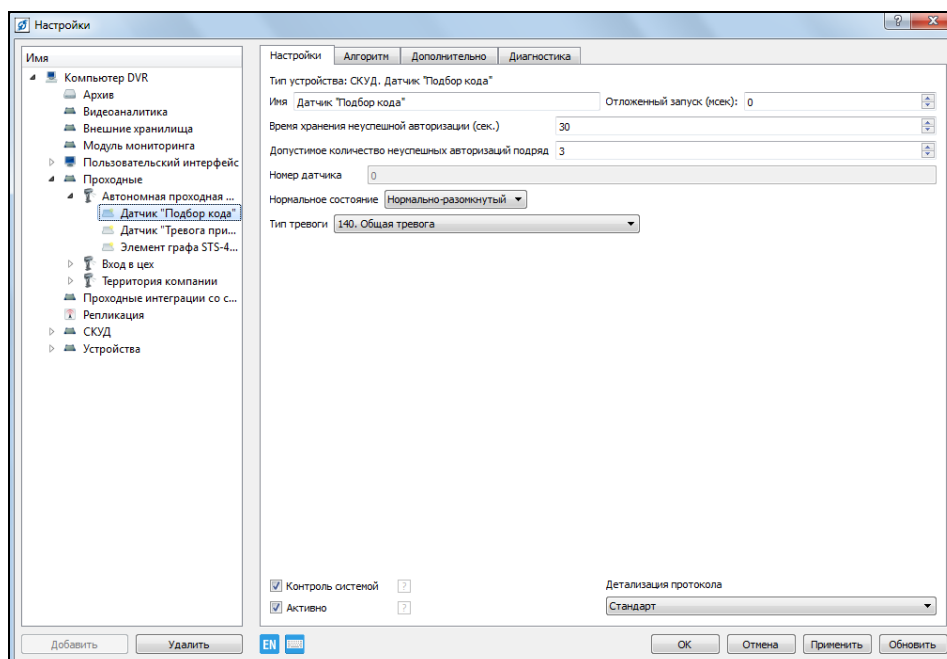 Настройки
Имя
Компьютер DVR
Архив
Видеоаналитика
Внешние хранилища
Модуль мониторинга
Пользовательский интерфейс
Проходные
Автономная проходная ...
Датчик "Подбор кода"
Датчик "Тревога при...
Элемент графа STS-4...
Вход в цех
Территория компании
Проходные интеграции со с...
Репликация
СКУД
Устройства
Добавить Удалить
Настройки Алгоритм Дополнительно Диагностика
Тип устройства: СКУД. Датчик "Подбор кода"
Имя Датчик "Подбор кода" Отложенный запуск (мсек): 0
Время хранения неуспешной авторизации (сек.) 30
Допустимое количество неуспешных авторизаций подряд 3
Номер датчика 0
Нормальное состояние Нормально-разомкнутый
Тип тревоги 140. Общая тревога
Контроль системой ?
Активно ?
Детализация протокола
Стандарт
EN
OK Отмена Применить Обновить